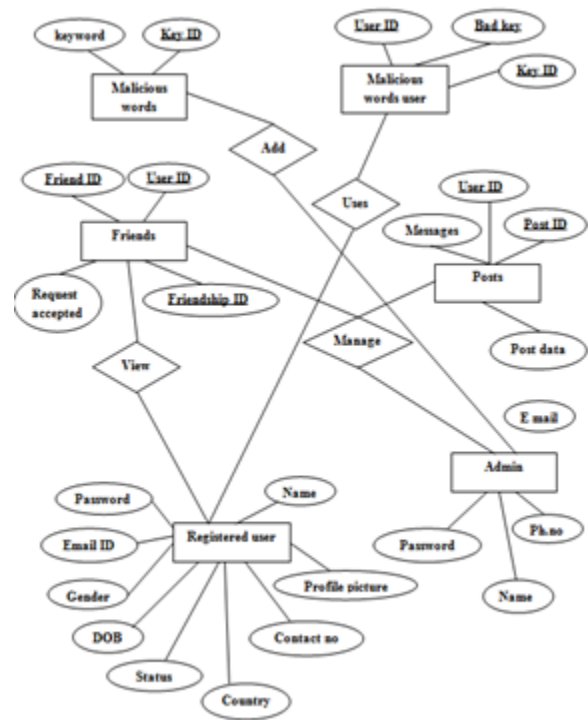 keyword
Key ID
Malicious
words
User ID
Bad key
Key ID
Malicious
words user
Add
Uses
Friend ID
User ID
Friends
Request
accepted
Friendship ID
User ID
Messages
Post ID
Posts
Post data
View
Manage
E mail
Admin
Password
Name
Ph.no
Name
Password
Email ID
Registered user
Gender
DOB
Status
Country
Contact no
Profile picture